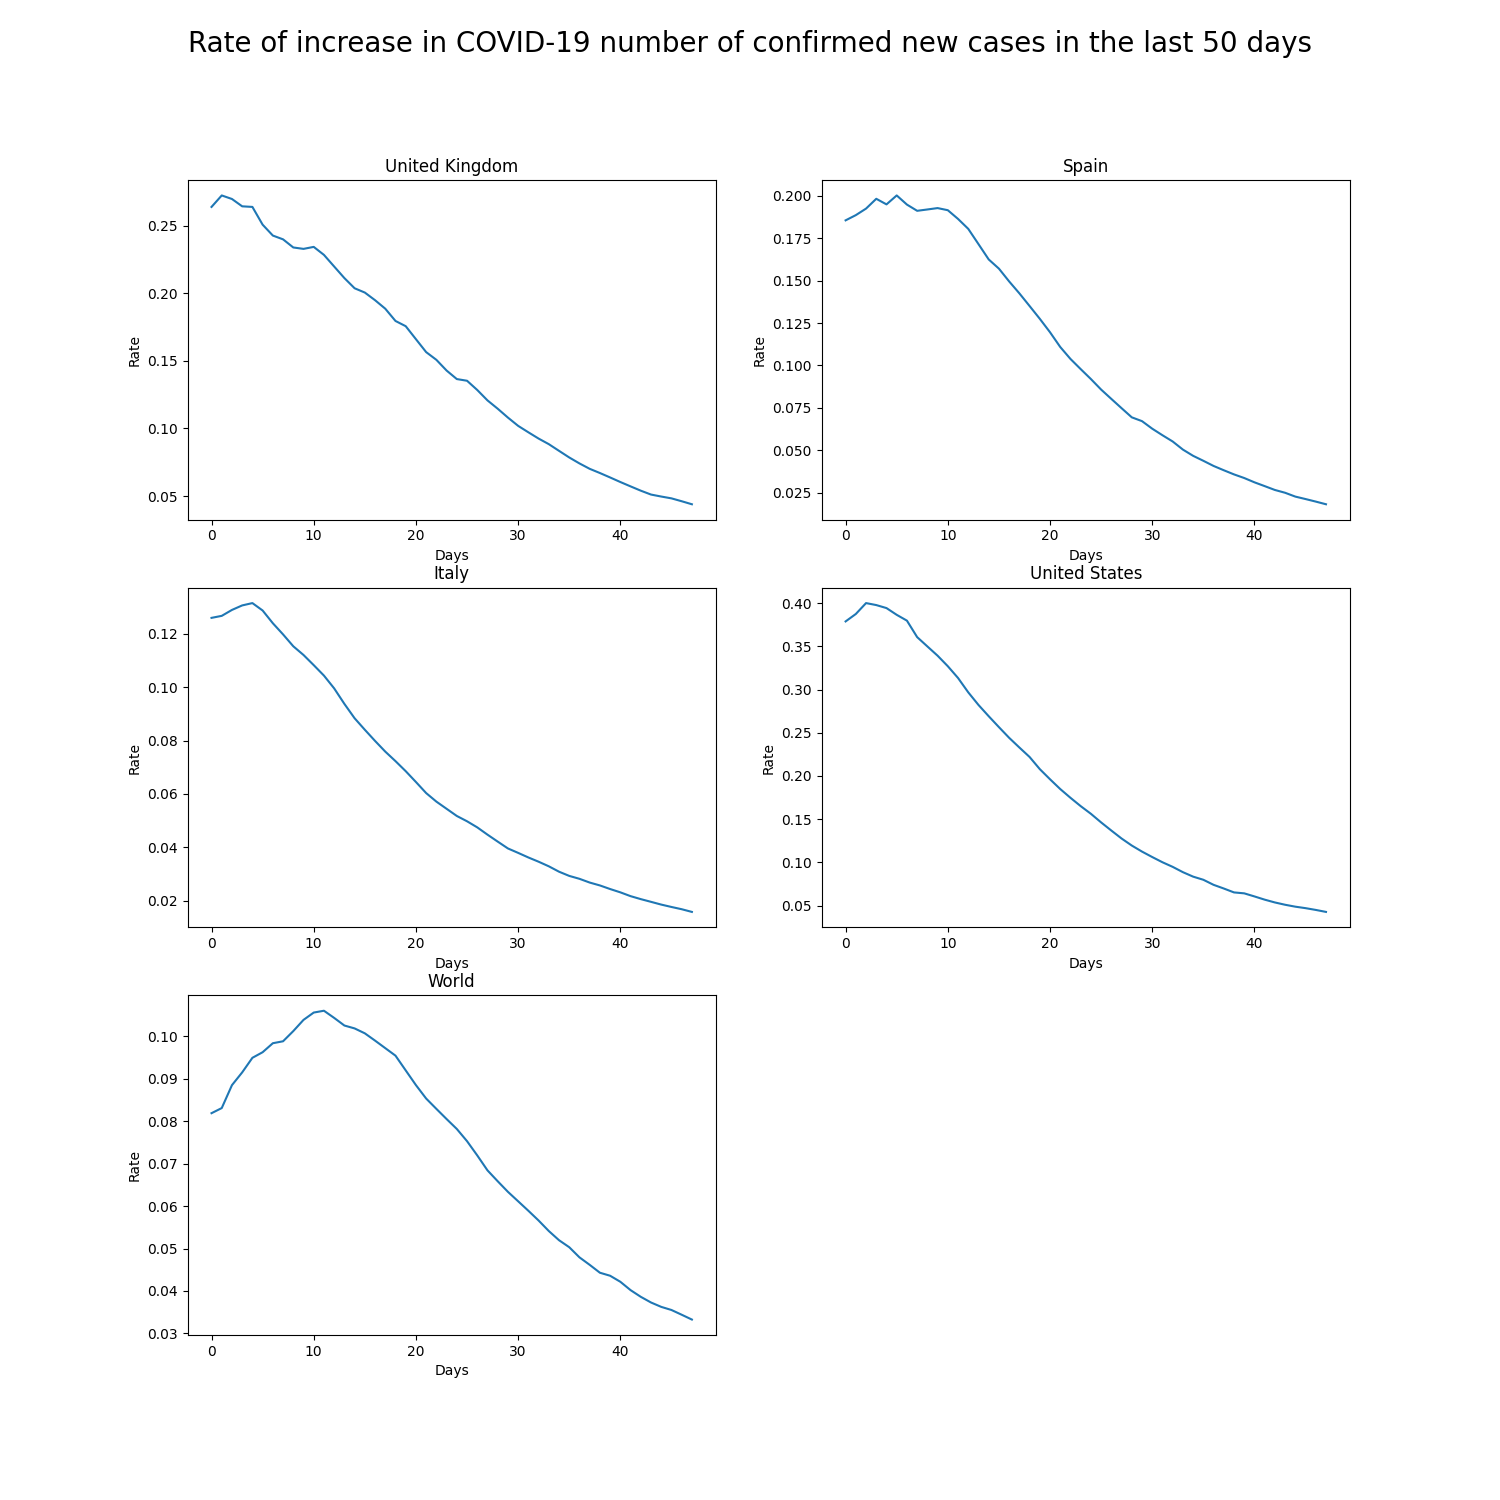 Rate of increase in COVID-19 number of confirmed new cases in the last 50 days
United Kingdom
Rate
0.25
0.20
0.15
0.10
0.05
0 10 20 30 40
Days
Spain
Rate
0.200
0.175
0.150
0.125
0.100
0.075
0.050
0.025
0 10 20 30 40
Days
Italy
Rate
0.12
0.10
0.08
0.06
0.04
0.02
0 10 20 30 40
Days
United States
Rate
0.40
0.35
0.30
0.25
0.20
0.15
0.10
0.05
0 10 20 30 40
Days
World
Rate
0.10
0.09
0.08
0.07
0.06
0.05
0.04
0.03
0 10 20 30 40
Days